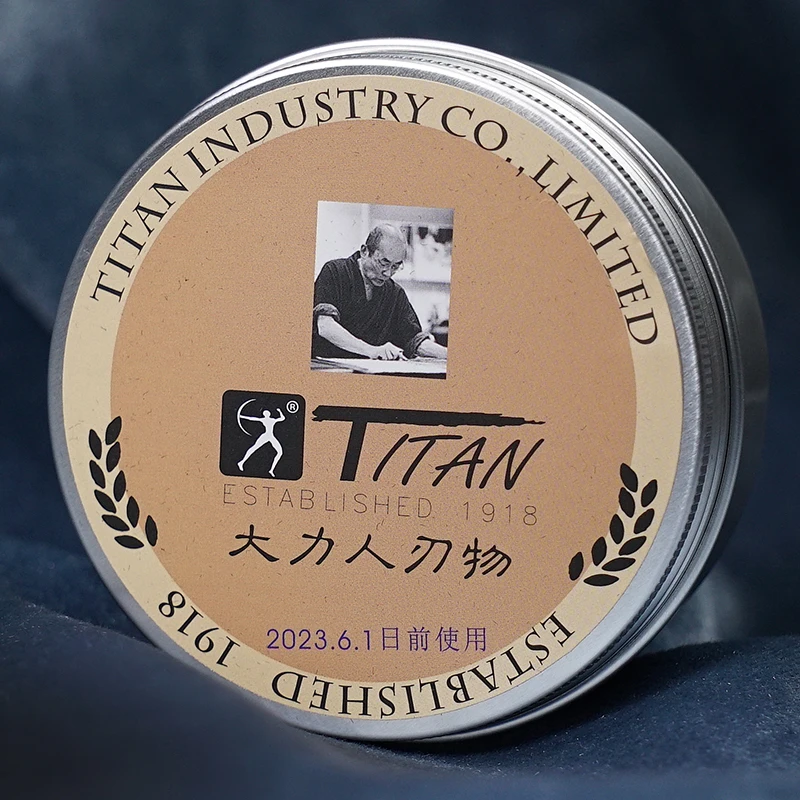 TITAN INDUSTRY CO., LIMITED
®
TITAN
ESTABLISHED 1918
大力人刃物
2023.6.1日前使用
ESTABLISHED 1918